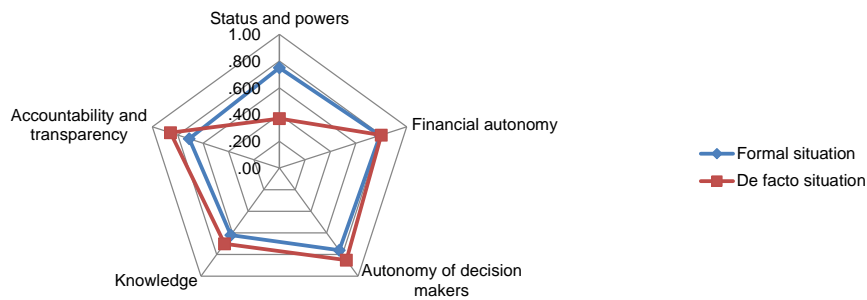 Status and powers
1.00
.800
.600
.400
.200
.00
Accountability and
transparency
Financial autonomy
Formal situation
De facto situation
Knowledge
Autonomy of decision
makers